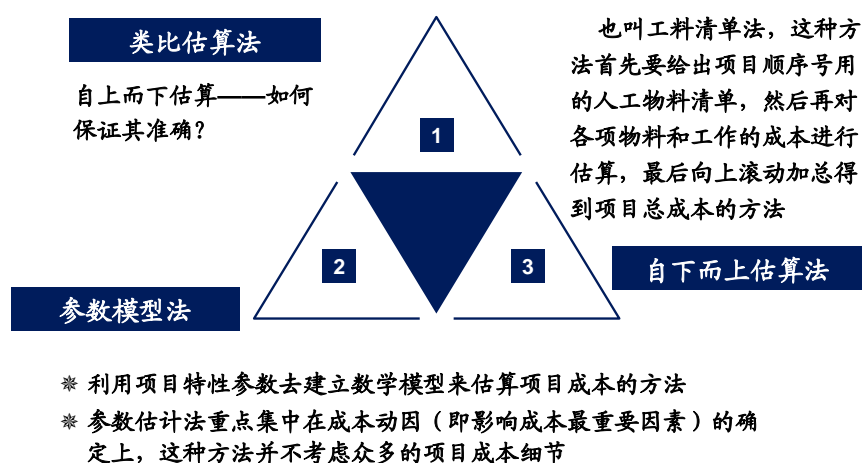 类比估算法
自上而下估算——如何
保证其准确？
1
也叫工料清单法，这种方
法首先要给出项目顺序号用
的人工物料清单，然后再对
各项物料和工作的成本进行
估算，最后向上滚动加总得
到项目总成本的方法
2
3
自下而上估算法
参数模型法
✵ 利用项目特性参数去建立数学模型来估算项目成本的方法
✵ 参数估计法重点集中在成本动因（即影响成本最重要因素）的确
定上，这种方法并不考虑众多的项目成本细节